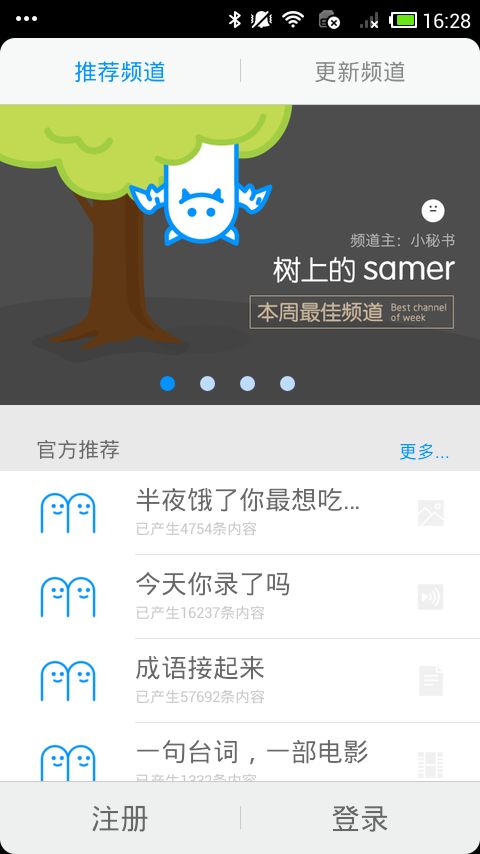 16:28
推荐频道
更新频道
频道主：小秘书
树上的 samer
本周最佳频道
Best channel
of week
官方推荐
更多...
半夜饿了你最想吃...
已产生4754条内容
今天你录了吗
已产生16237条内容
成语接起来
已产生57692条内容
一句台词，一部电影
已产生1332条内容
注册
登录